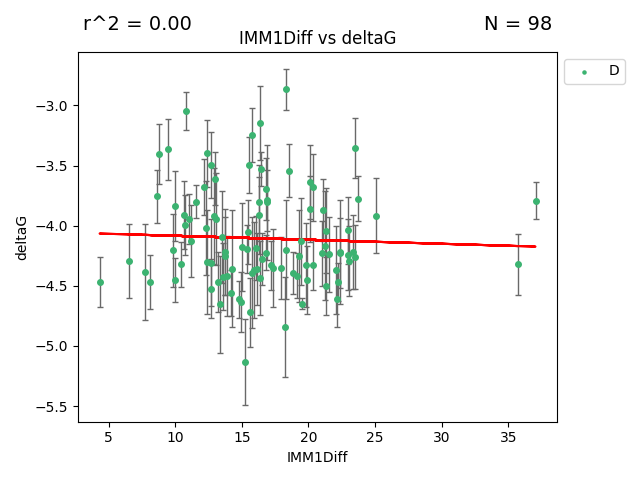 r^2 = 0.00
N = 98
IMM1Diff vs deltaG
D
−3.0
−3.5
−4.0
−4.5
−5.0
−5.5
deltaG
5 10 15 20 25 30 35
IMM1Diff